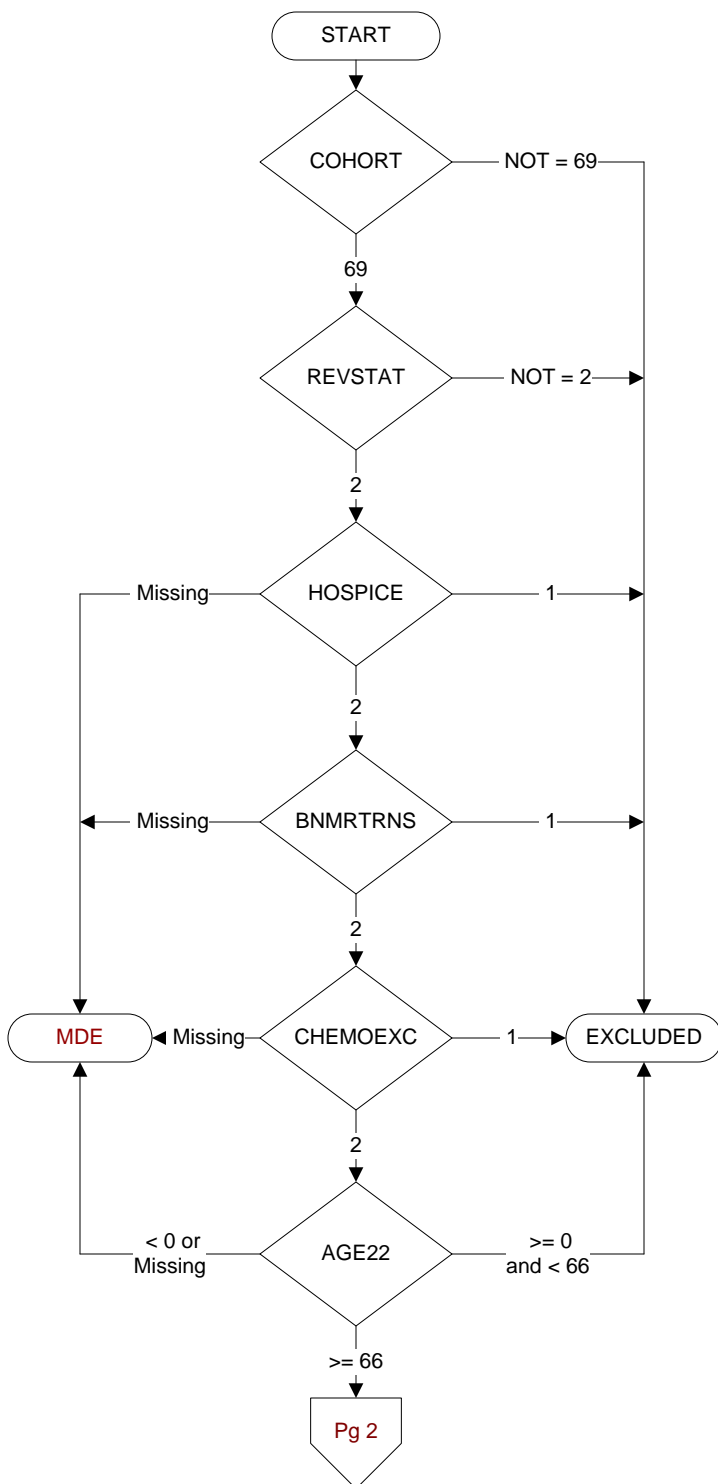 START
COHORT
NOT = 69
69
REVSTAT
NOT = 2
2
Missing
HOSPICE
1
2
Missing
BNMRTRNS
1
2
MDE
Missing
CHEMOEXC
1
EXCLUDED
2
< 0 or
Missing
AGE22
>= 0
and < 66
>= 66
Pg 2